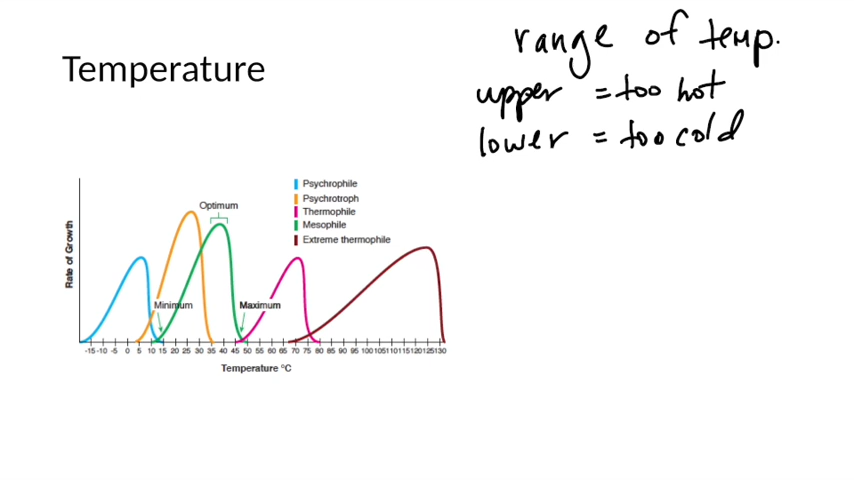 range of temp.
Temperature
upper = too hot
lower = too cold
Psychrophile
Psychrotroph
Thermophile
Mesophile
Extreme thermophile
Optimum
Rate of Growth
Minimum
Maximum
-15 -10 -5 0 5 10 15 20 25 30 35 40 45 50 55 60 65 70 75 80 85 90 95 100 105 110 115 120 125 130
Temperature °C